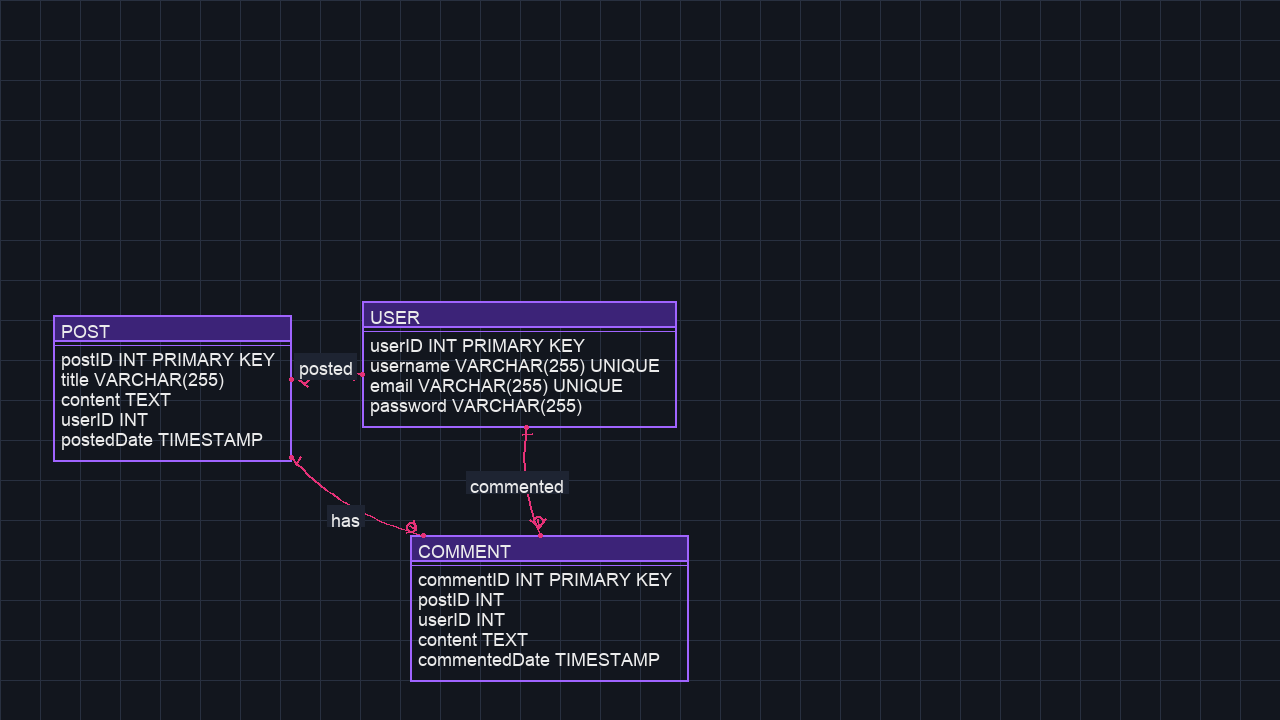 POST
postID INT PRIMARY KEY
title VARCHAR(255)
content TEXT
userID INT
postedDate TIMESTAMP
posted
USER
userID INT PRIMARY KEY
username VARCHAR(255) UNIQUE
email VARCHAR(255) UNIQUE
password VARCHAR(255)
commented
has
COMMENT
commentID INT PRIMARY KEY
postID INT
userID INT
content TEXT
commentedDate TIMESTAMP